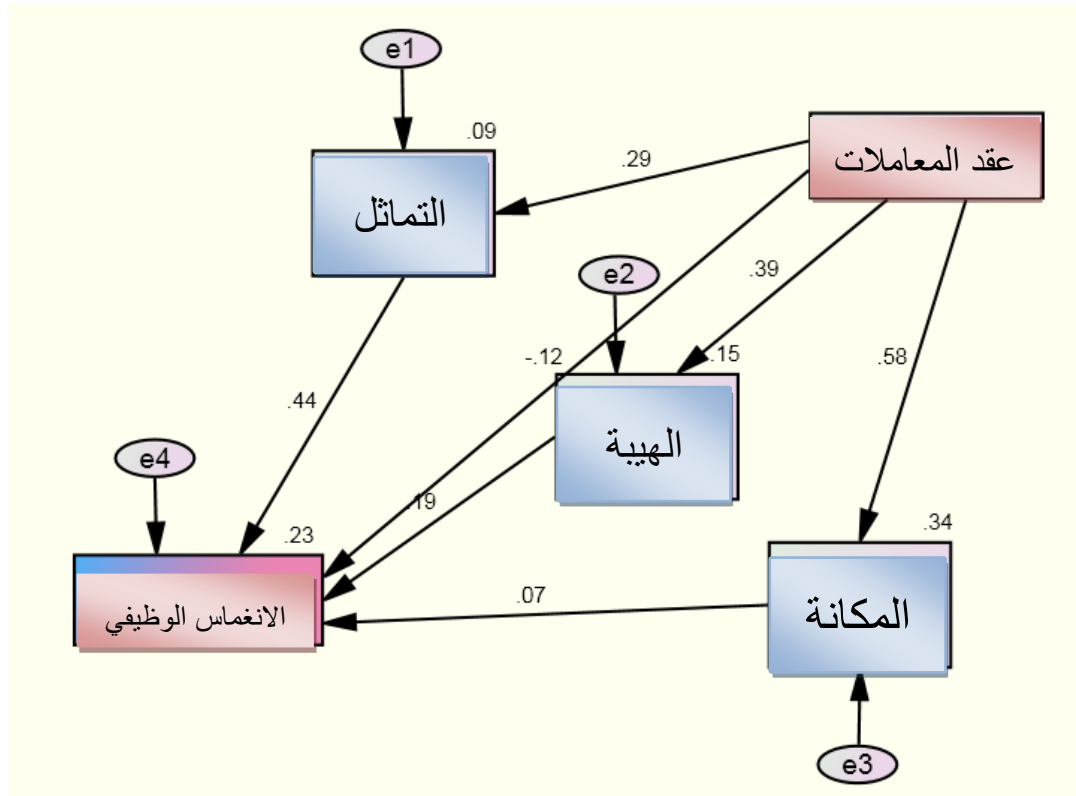 e1
.09
عقد المعاملات
.29
التماثل
e2
.39
-.12
.15
.58
.44
الهيبة
e4
.19
.23
.34
.07
الانغماس الوظيفي
المكانة
e3